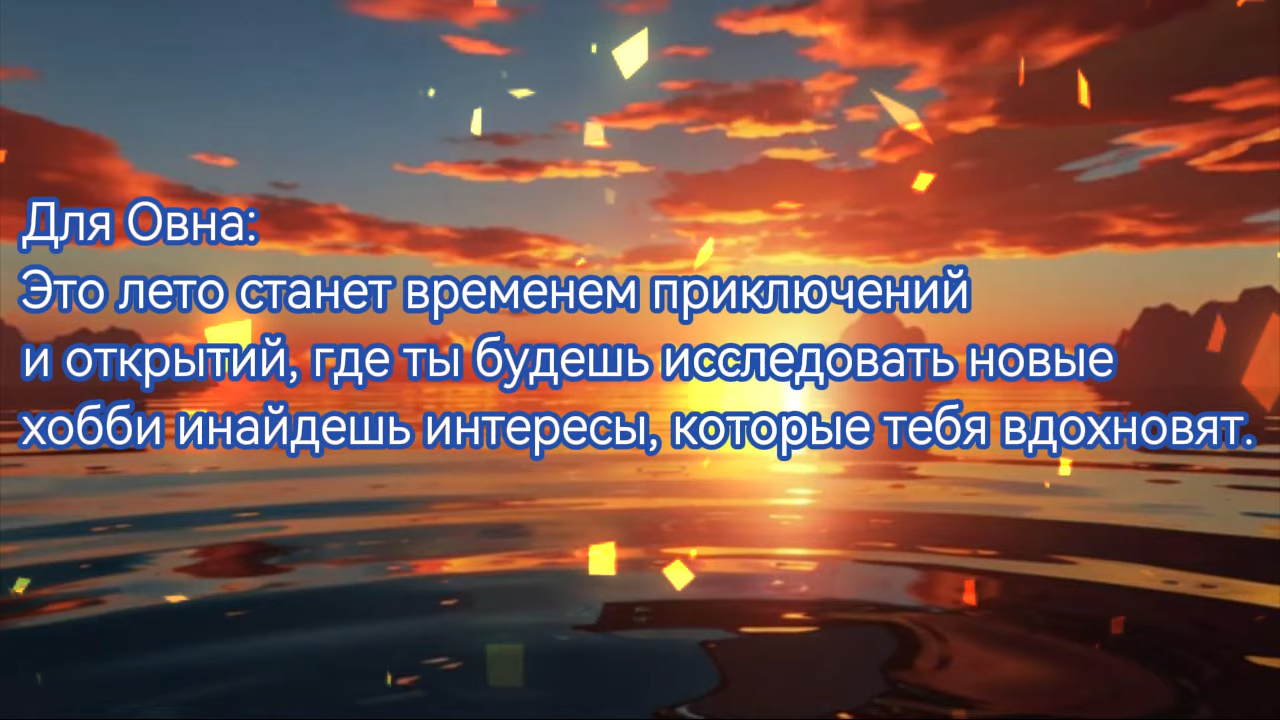 Для Овна:
Это лето станет временем приключений
и открытий, где ты будешь исследовать новые
хобби инайдешь интересы, которые тебя вдохновят.